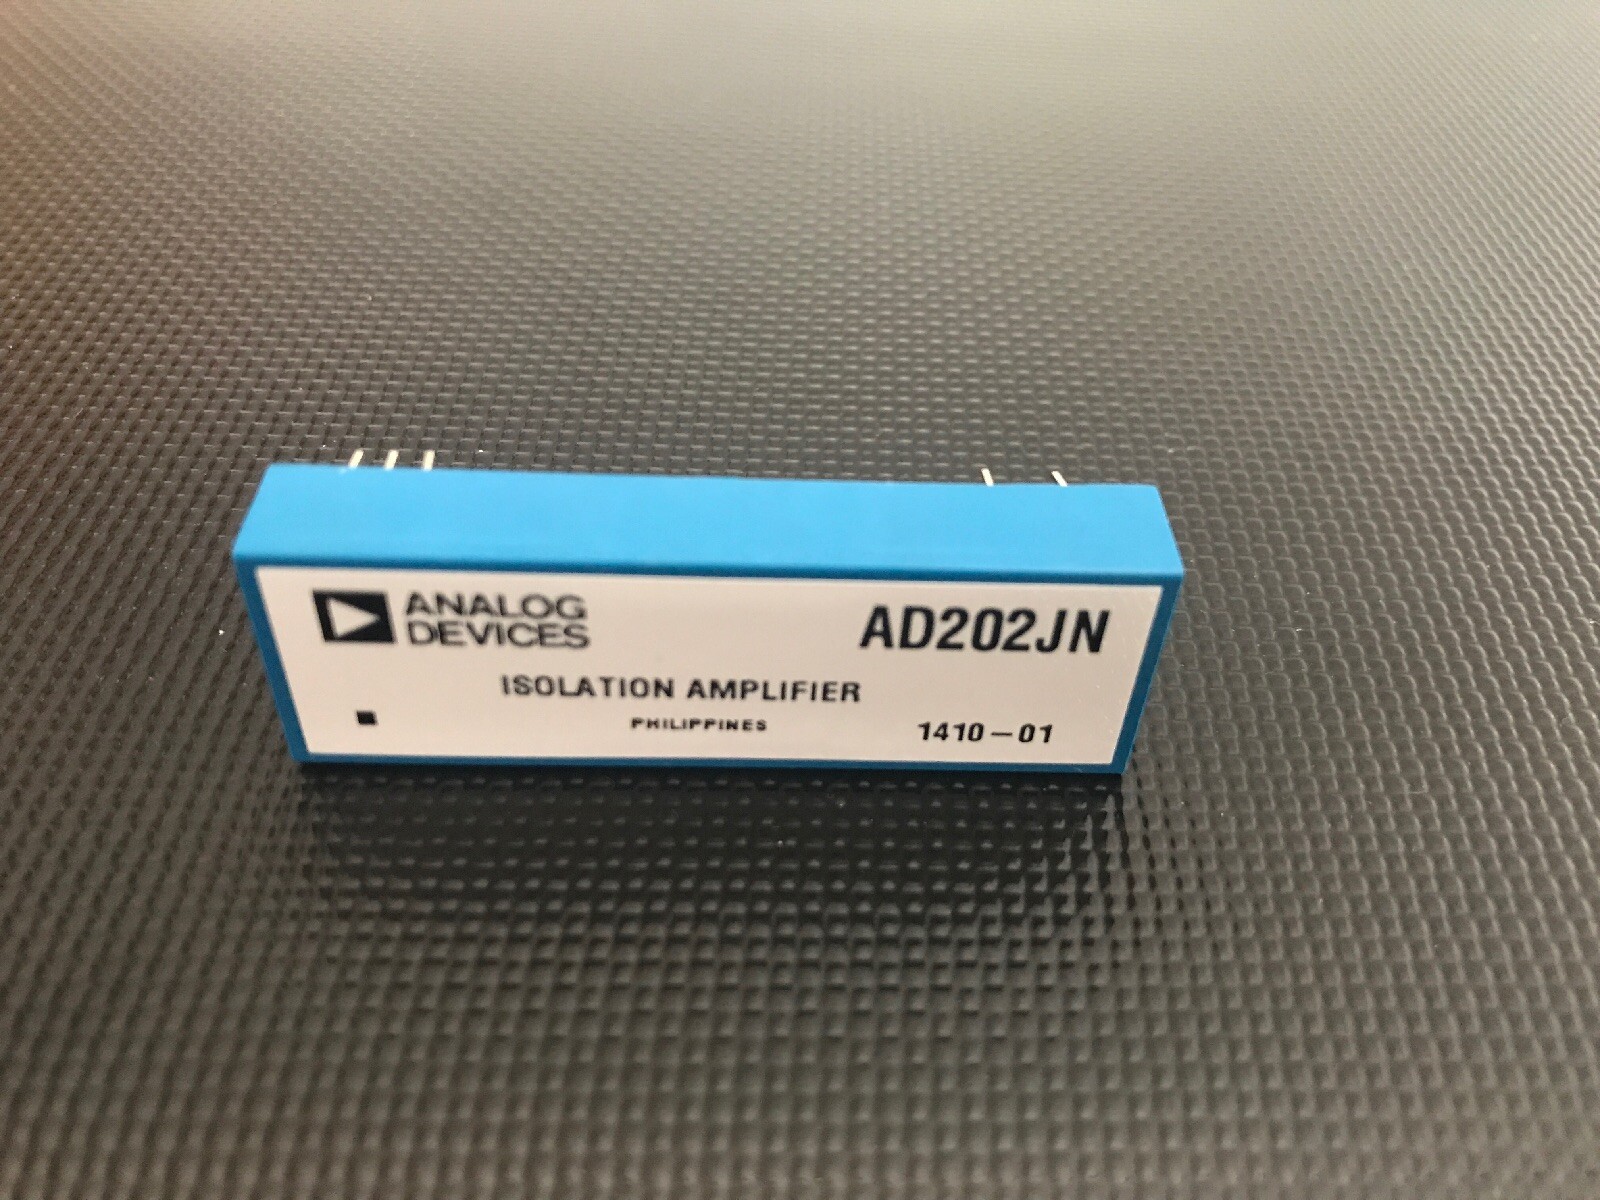 ANALOG
DEVICES
AD202JN
ISOLATION AMPLIFIER
PHILIPPINES
1410-01